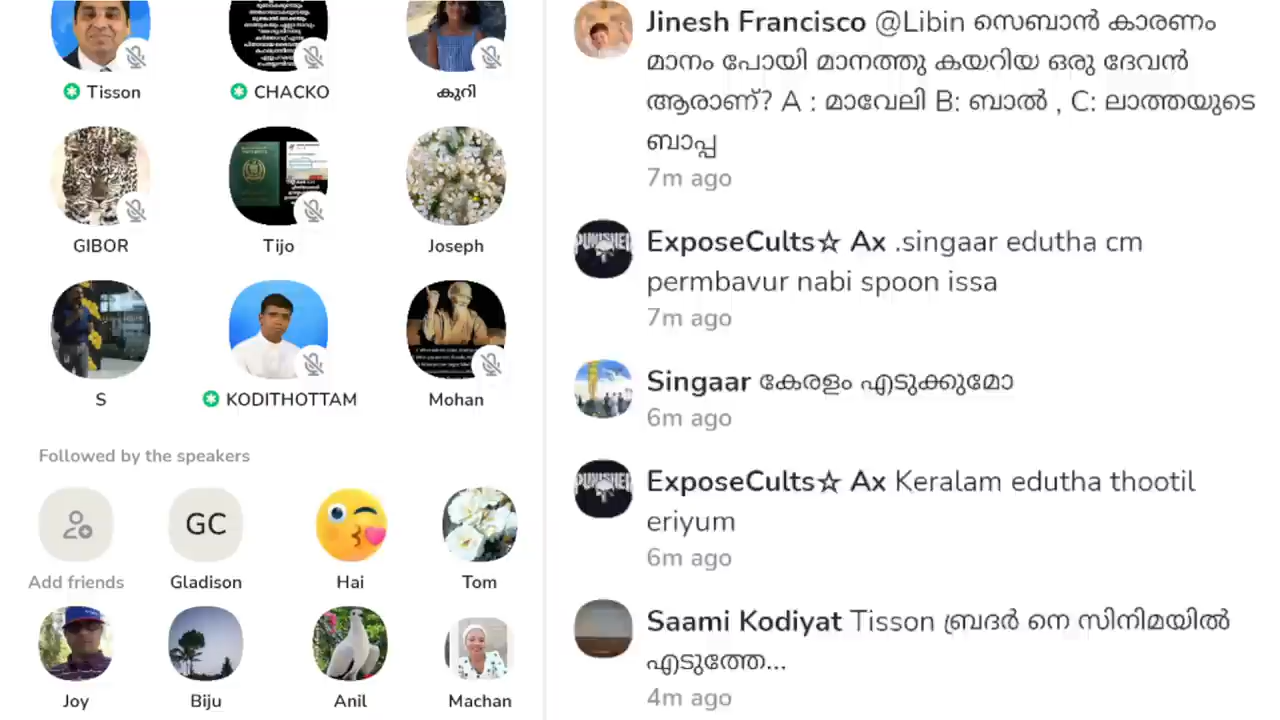 Tisson
CHACKO
കുറി
GIBOR
Tijo
Joseph
S
KODITHOTTAM
Mohan
Followed by the speakers
GC
Add friends
Gladison
Hai
Tom
Joy
Biju
Anil
Machan
Jinesh Francisco @Libin സെബാൻ കാരണം
മാനം പോയി മാനത്തു കയറിയ ഒരു ദേവൻ
ആരാണ്? A : മാവേലി B: ബാൽ , C: ലാത്തയുടെ
ബാപ്പ
7m ago
PUNISHER
ExposeCults☆ Ax .singaar edutha cm
permbavur nabi spoon issa
7m ago
Singaar കേരളം എടുക്കുമോ
6m ago
PUNISHER
ExposeCults☆ Ax Keralam edutha thootil
eriyum
6m ago
Saami Kodiyat Tisson ബ്രദർ നെ സിനിമയിൽ
എടുത്തേ...
4m ago